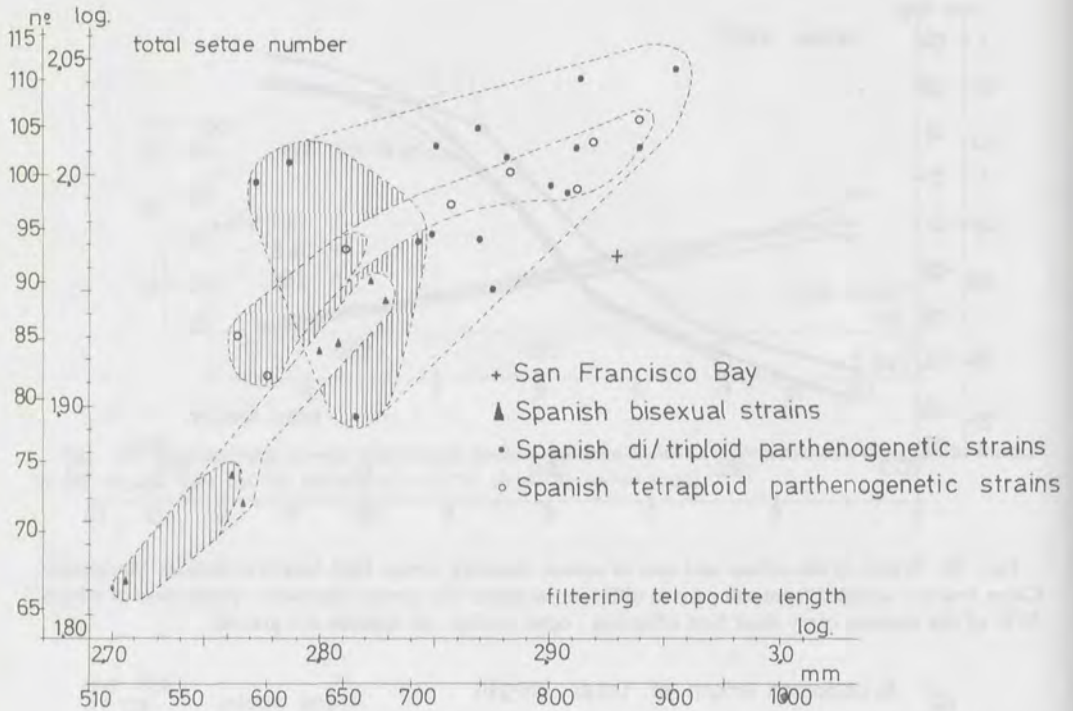 nº log.
115
2,05
total setae number
110
105
100
2,0
95
90
85
80
1,90
75
70
65
1,80
+ San Francisco Bay
▲ Spanish bisexual strains
• Spanish di/triploid parthenogenetic strains
○ Spanish tetraploid parthenogenetic strains
filtering telopodite length
log.
2,70 2,80 2,90 3,0
mm
510 550 600 650 700 800 900 1000